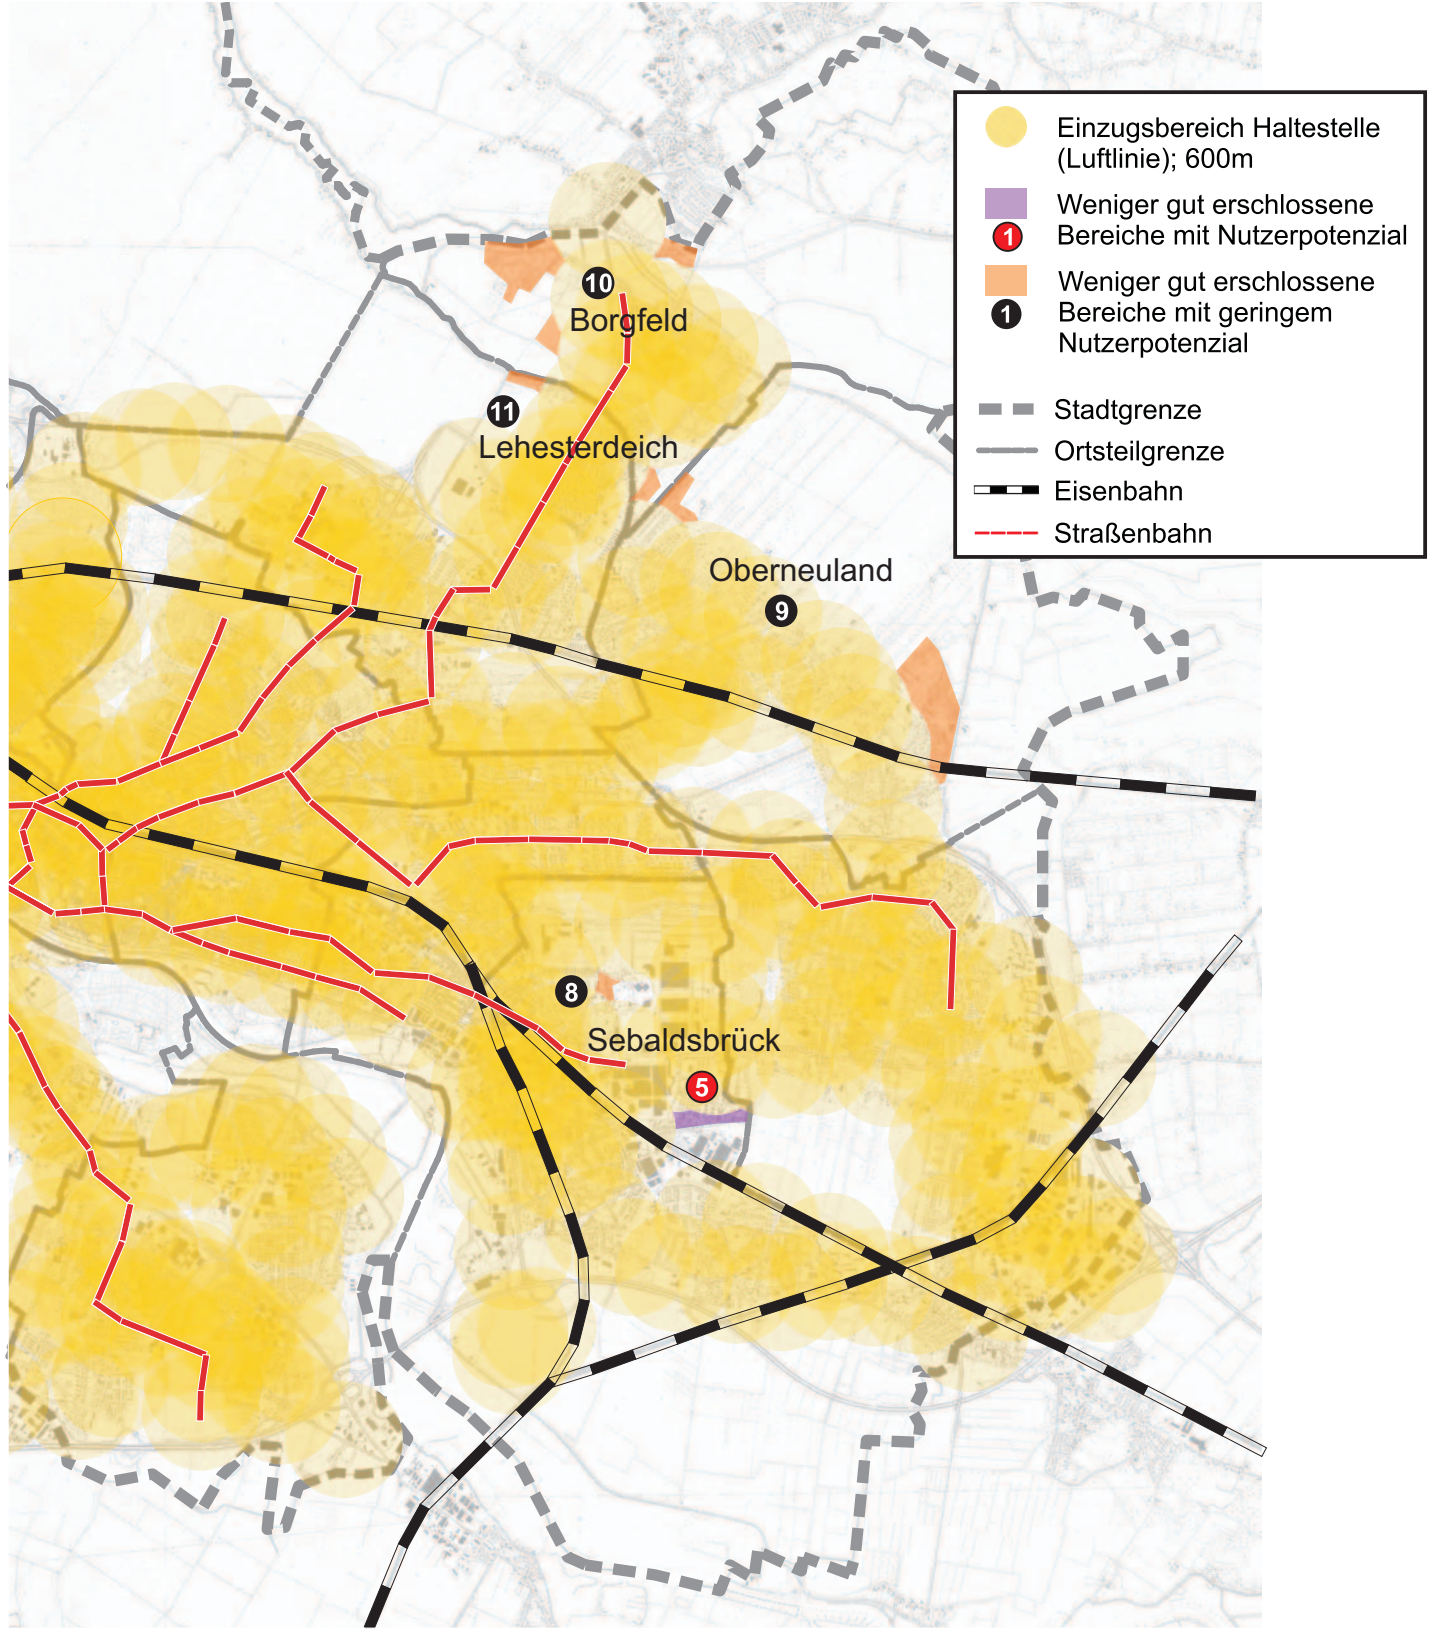 Einzugsbereich Haltestelle
(Luftlinie); 600m
Weniger gut erschlossene
1 Bereiche mit Nutzerpotenzial
Weniger gut erschlossene
1 Bereiche mit geringem
Nutzerpotenzial
Stadtgrenze
Ortsteilgrenze
Eisenbahn
Straßenbahn
10
Borgfeld
11
Lehesterdeich
Oberneuland
9
8
Sebaldsbrück
5